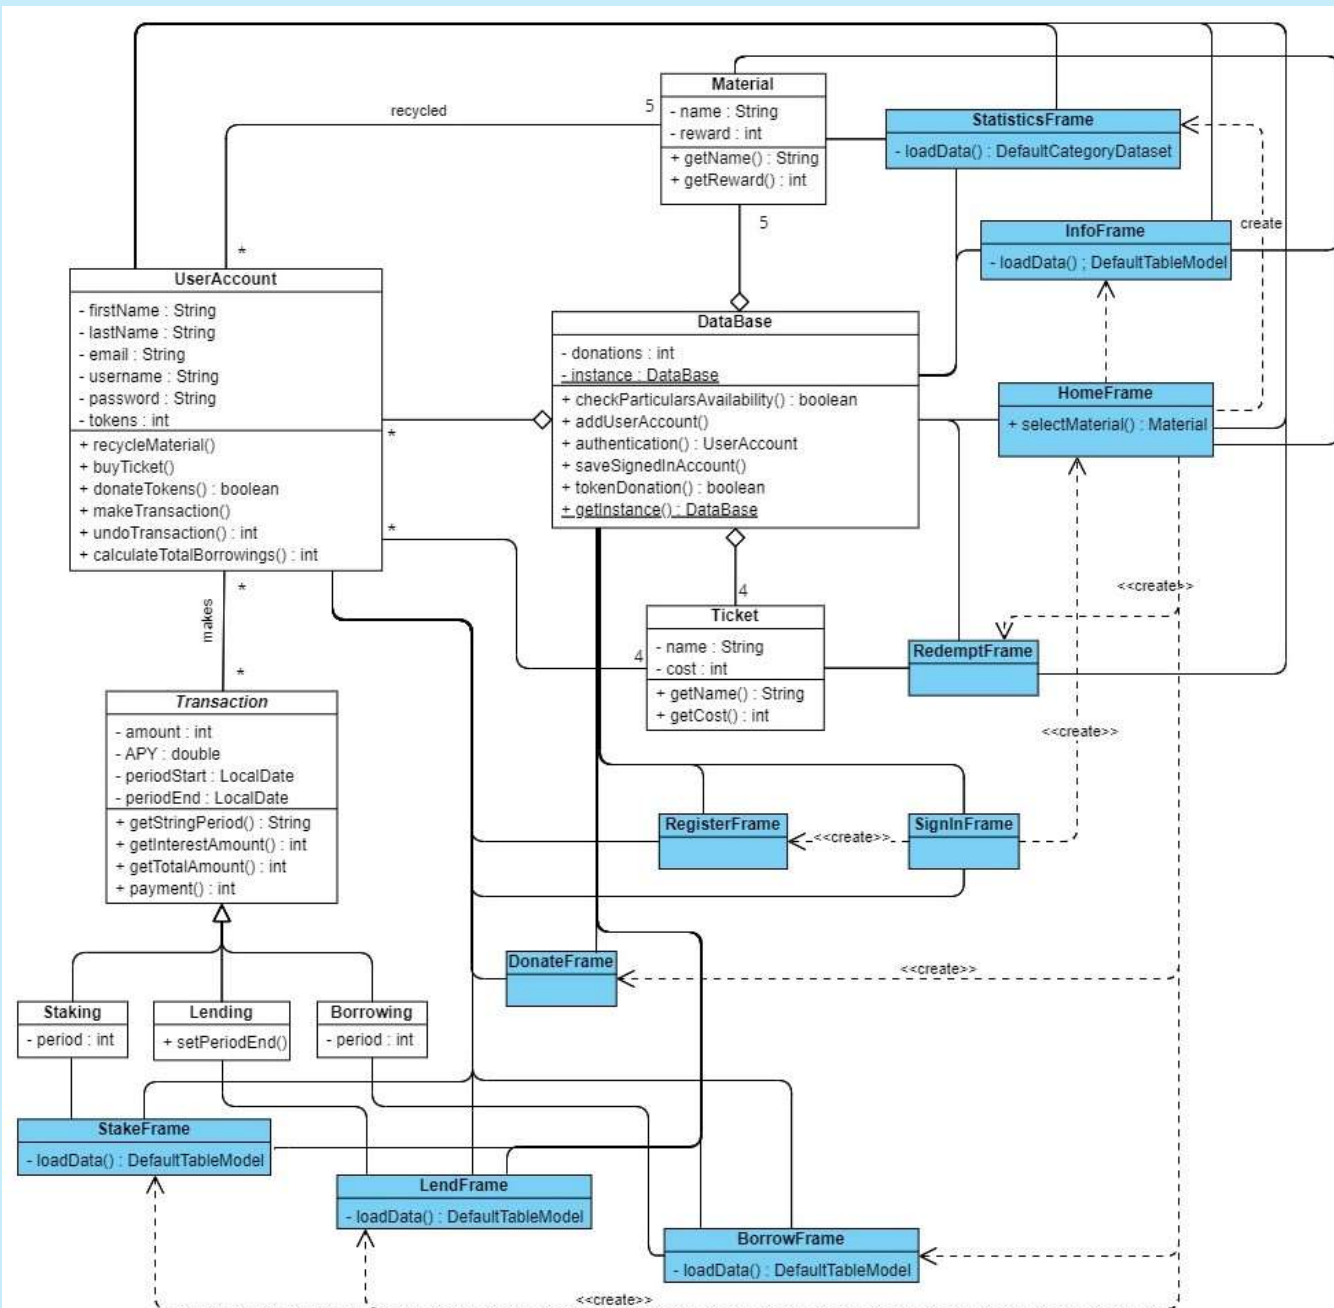 Material
- name : String
- reward : int
+ getName() : String
+ getReward() : int
recycled
5
*
5
StatisticsFrame
- loadData() : DefaultCategoryDataset
InfoFrame
- loadData() ; DefaultTableModel
create
UserAccount
- firstName : String
- lastName : String
- email : String
- username : String
- password : String
- tokens : int
+ recycleMaterial()
+ buyTicket()
+ donateTokens() : boolean
+ makeTransaction()
+ undoTransaction() : int
+ calculateTotalBorrowings() : int
*
*
DataBase
- donations : int
- instance : DataBase
+ checkParticularsAvailability() : boolean
+ addUserAccount()
+ authentication() : UserAccount
+ saveSignedInAccount()
+ tokenDonation() : boolean
+ getInstance() : DataBase
HomeFrame
+ selectMaterial() : Material
<<create>>
*
makes
*
4
Ticket
- name : String
- cost : int
+ getName() : String
+ getCost() : int
4
RedemptFrame
<<create>>
Transaction
- amount : int
- APY : double
- periodStart : LocalDate
- periodEnd : LocalDate
+ getStringPeriod() : String
+ getInterestAmount() : int
+ getTotalAmount() : int
+ payment() : int
RegisterFrame
<<create>>
SignInFrame
DonateFrame
<<create>>
Staking
- period : int
Lending
+ setPeriodEnd()
Borrowing
- period : int
StakeFrame
- loadData() : DefaultTableModel
LendFrame
- loadData() : DefaultTableModel
BorrowFrame
- loadData() : DefaultTableModel
<<create>>